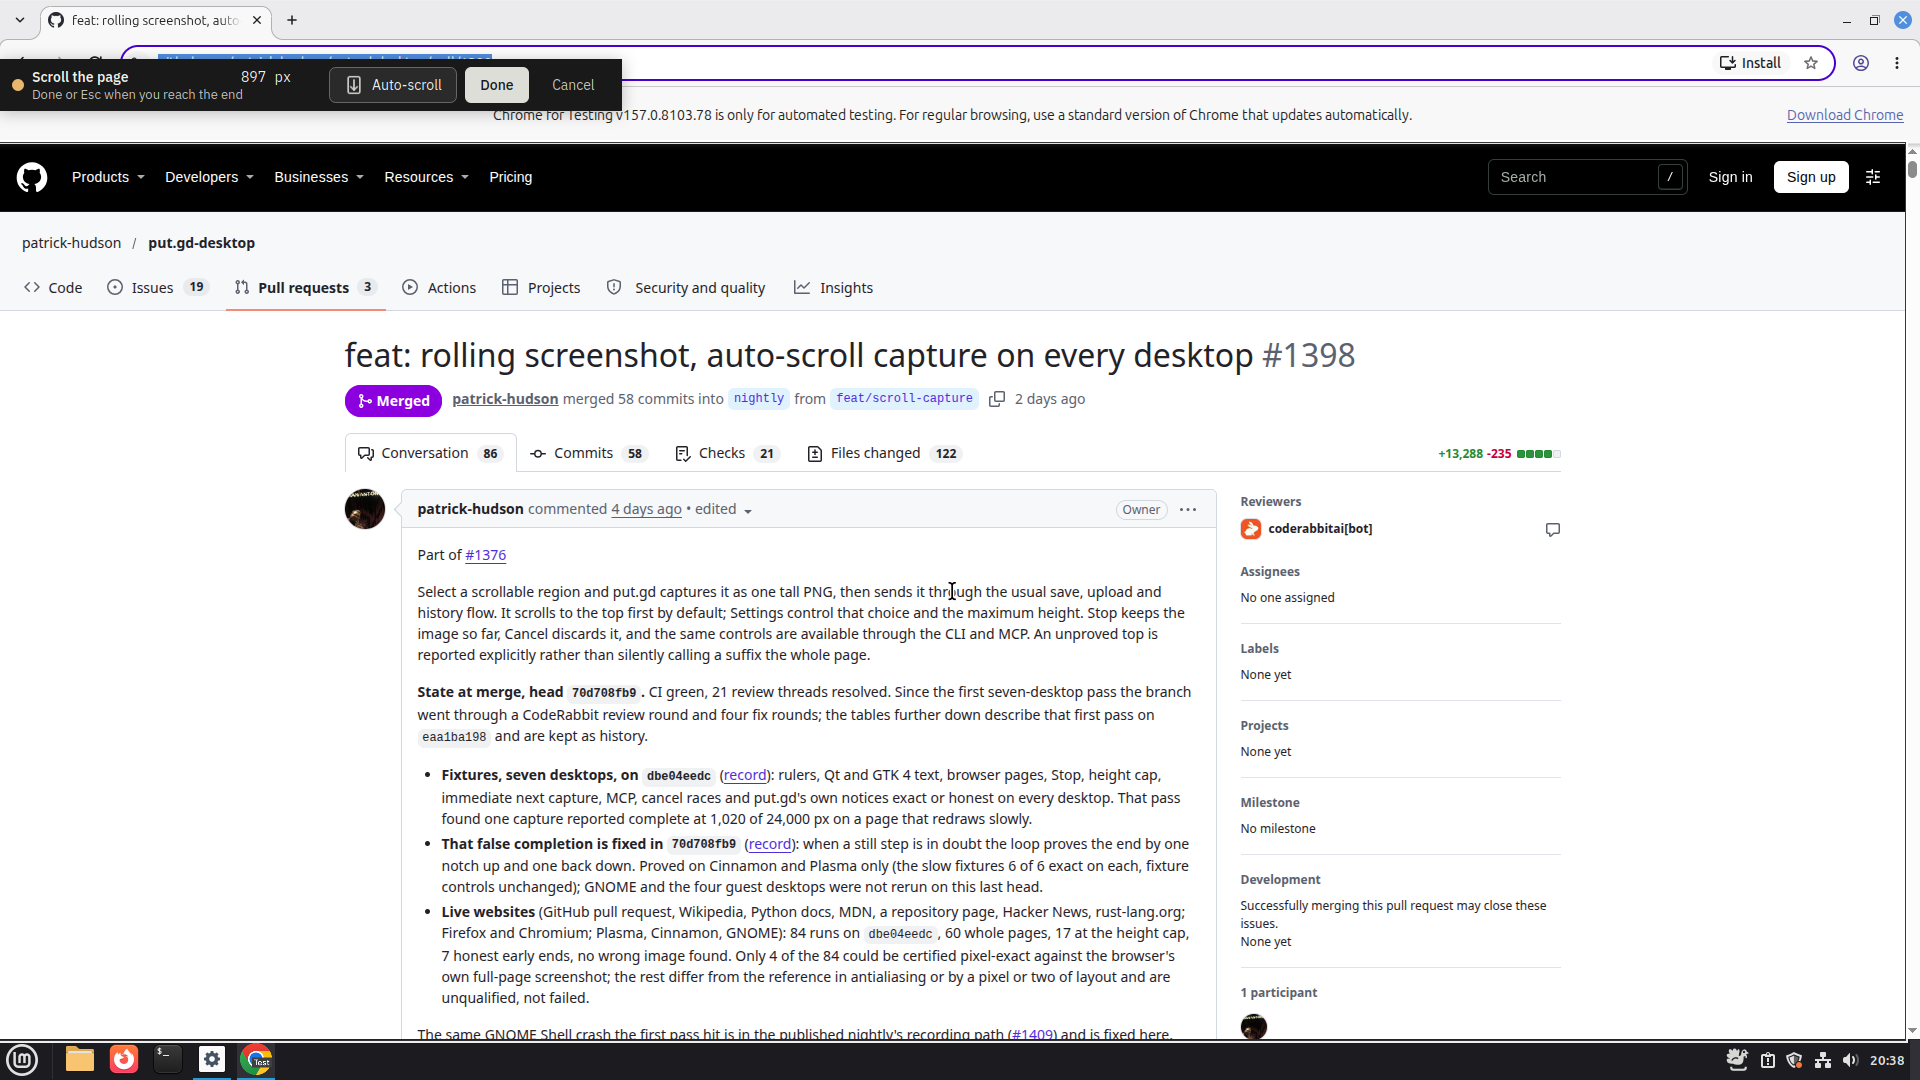 feat: rolling screenshot, auto
Scroll the page
897 px
Done or Esc when you reach the end
Auto-scroll
Done
Cancel
Install
Chrome for Testing v157.0.8103.78 is only for automated testing. For regular browsing, use a standard version of Chrome that updates automatically.
Download Chrome
Products
Developers
Businesses
Resources
Pricing
Search
/
Sign in
Sign up
patrick-hudson / put.gd-desktop
Code
Issues 19
Pull requests 3
Actions
Projects
Security and quality
Insights
feat: rolling screenshot, auto-scroll capture on every desktop #1398
Merged
patrick-hudson merged 58 commits into nightly from feat/scroll-capture 2 days ago
Conversation 86
Commits 58
Checks 21
Files changed 122
+13,288 -235
patrick-hudson commented 4 days ago • edited
Owner
Part of #1376
Select a scrollable region and put.gd captures it as one tall PNG, then sends it through the usual save, upload and
history flow. It scrolls to the top first by default; Settings control that choice and the maximum height. Stop keeps the
image so far, Cancel discards it, and the same controls are available through the CLI and MCP. An unproved top is
reported explicitly rather than silently calling a suffix the whole page.
State at merge, head 70d708fb9. CI green, 21 review threads resolved. Since the first seven-desktop pass the branch
went through a CodeRabbit review round and four fix rounds; the tables further down describe that first pass on
eaa1ba198 and are kept as history.
• Fixtures, seven desktops, on dbe04eedc (record): rulers, Qt and GTK 4 text, browser pages, Stop, height cap,
immediate next capture, MCP, cancel races and put.gd's own notices exact or honest on every desktop. That pass
found one capture reported complete at 1,020 of 24,000 px on a page that redraws slowly.
• That false completion is fixed in 70d708fb9 (record): when a still step is in doubt the loop proves the end by one
notch up and one back down. Proved on Cinnamon and Plasma only (the slow fixtures 6 of 6 exact on each, fixture
controls unchanged); GNOME and the four guest desktops were not rerun on this last head.
• Live websites (GitHub pull request, Wikipedia, Python docs, MDN, a repository page, Hacker News, rust-lang.org;
Firefox and Chromium; Plasma, Cinnamon, GNOME): 84 runs on dbe04eedc, 60 whole pages, 17 at the height cap,
7 honest early ends, no wrong image found. Only 4 of the 84 could be certified pixel-exact against the browser's
own full-page screenshot; the rest differ from the reference in antialiasing or by a pixel or two of layout and are
unqualified, not failed.
The same GNOME Shell crash the first pass hit is in the published nightly's recording path (#1409) and is fixed here.
Reviewers
coderabbitai[bot]
Assignees
No one assigned
Labels
None yet
Projects
None yet
Milestone
No milestone
Development
Successfully merging this pull request may close these
issues.
None yet
1 participant
Test
20:38